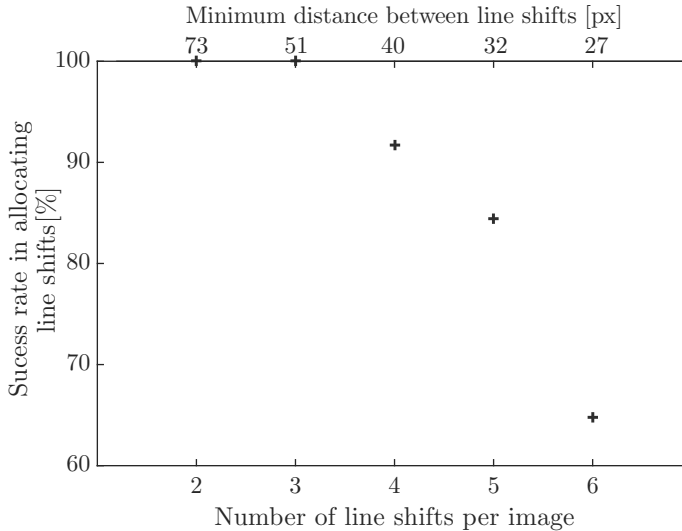 Minimum distance between line shifts [px]
73 51 40 32 27
100
90
80
70
60
Sucess rate in allocating
line shifts[%]
2 3 4 5 6
Number of line shifts per image